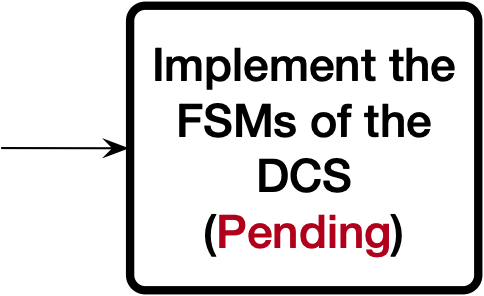 Implement the
FSMs of the
DCS
(Pending)